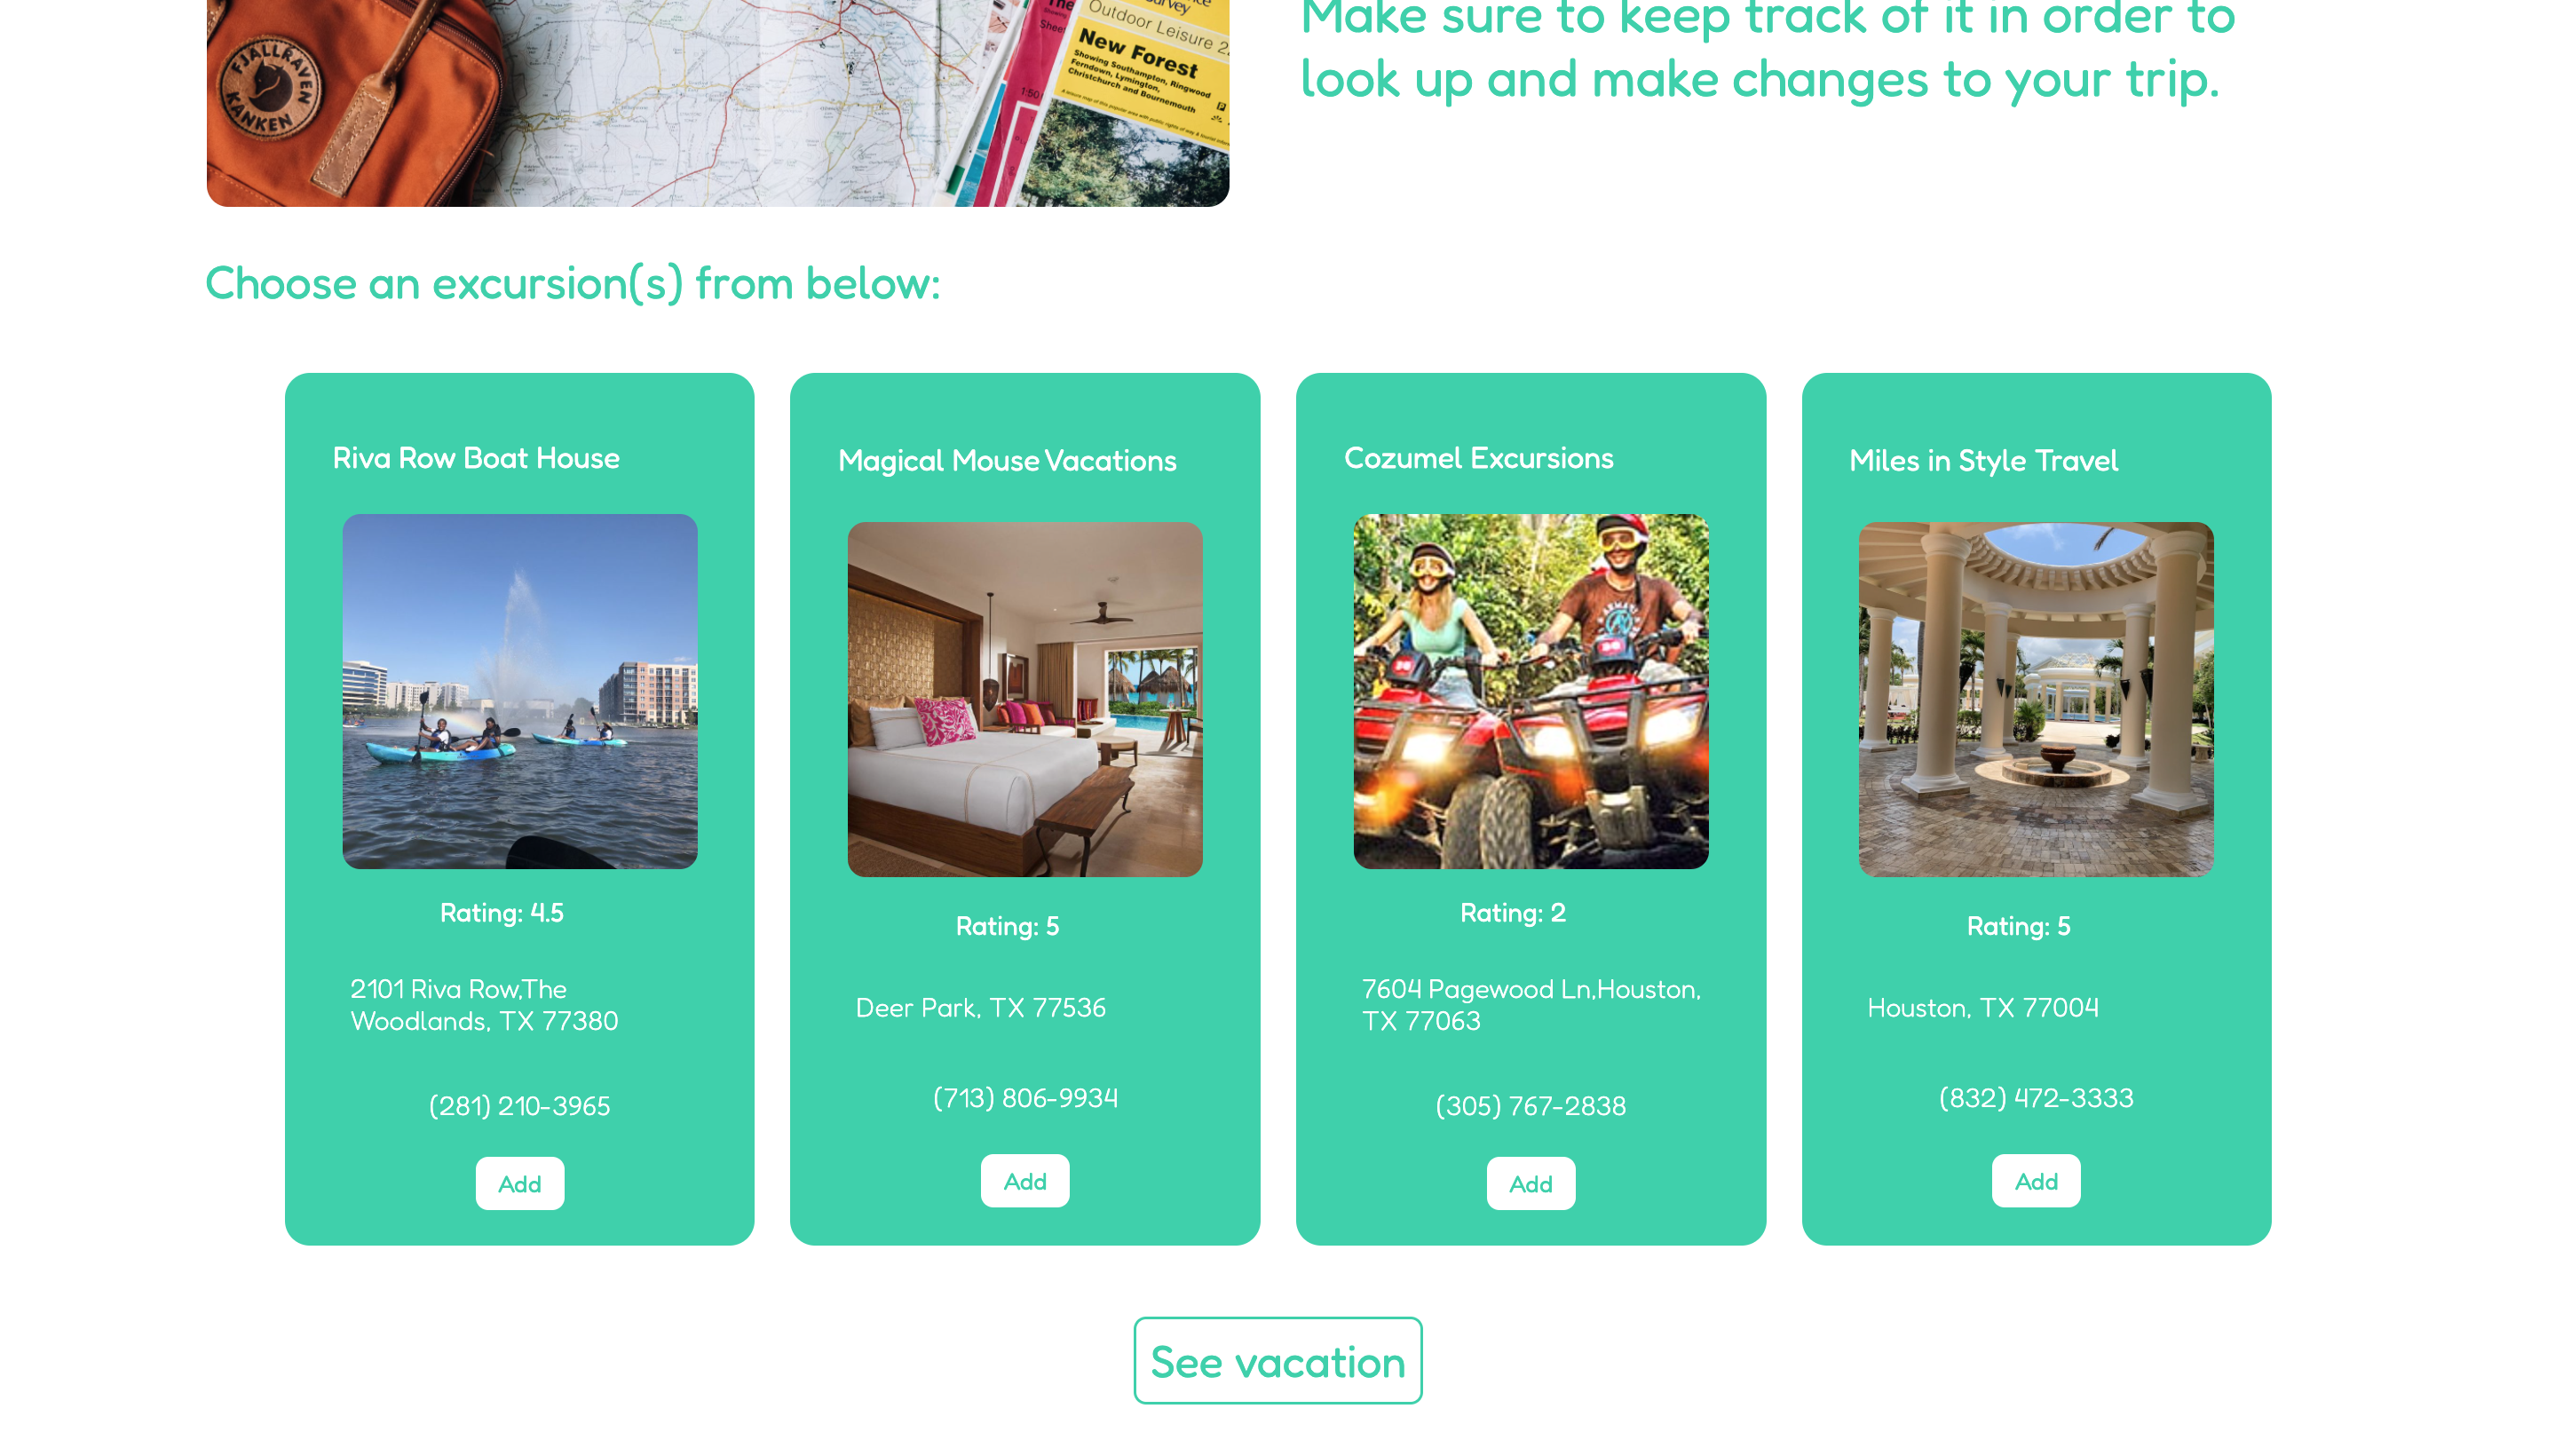 FJALLRAVEN
KANKEN
Outdoor Leisure 2
New Forest
Showing Southampton, Ringwood
Ferndown, Lymington,
Christchurch and Bournemouth
Make sure to keep track of it in order to
look up and make changes to your trip.
Choose an excursion(s) from below:
Riva Row Boat House
Rating: 4.5
2101 Riva Row,The
Woodlands, TX 77380
(281) 210-3965
Add
Magical Mouse Vacations
Rating: 5
Deer Park, TX 77536
(713) 806-9934
Add
Cozumel Excursions
Rating: 2
7604 Pagewood Ln,Houston,
TX 77063
(305) 767-2838
Add
Miles in Style Travel
Rating: 5
Houston, TX 77004
(832) 472-3333
Add
See vacation